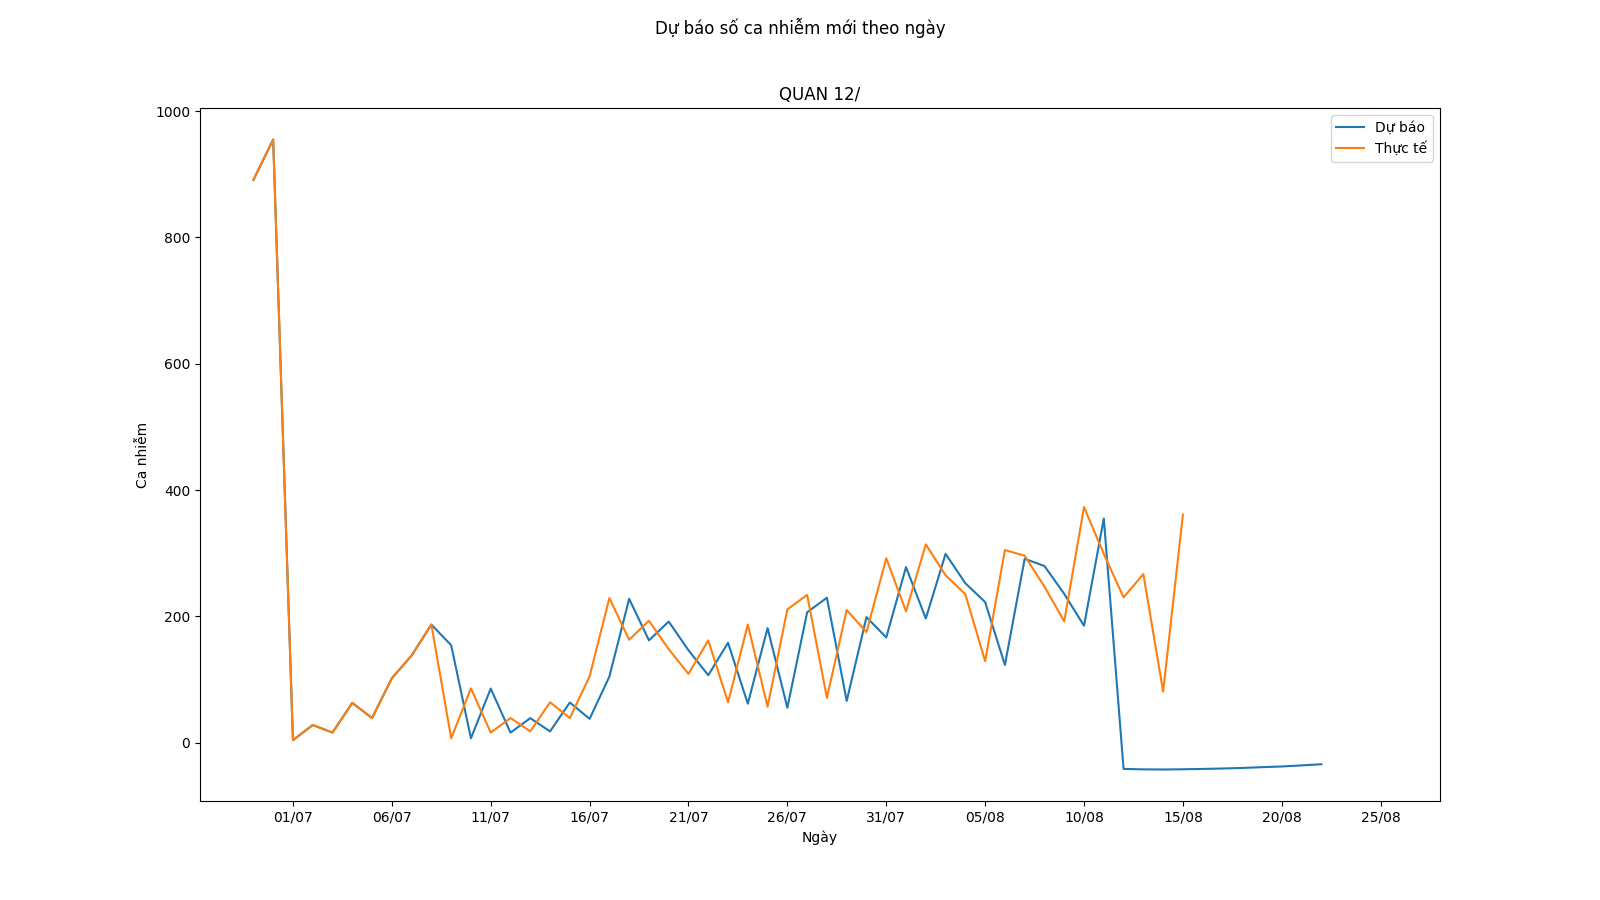 Dự báo số ca nhiễm mới theo ngày
QUAN 12/
Dự báo
Thực tế
1000
800
600
400
200
0
Ca nhiễm
01/07 06/07 11/07 16/07 21/07 26/07 31/07 05/08 10/08 15/08 20/08 25/08
Ngày